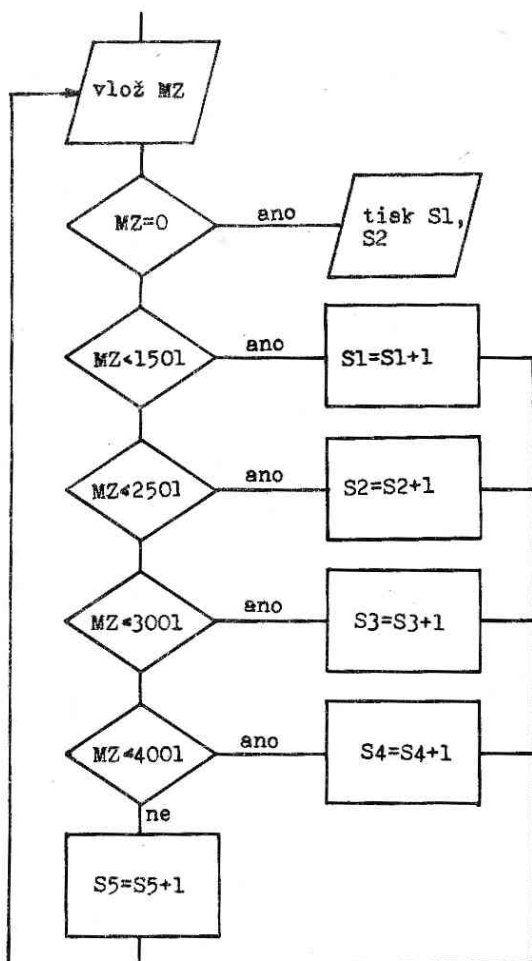 vlož MZ
MZ=0
ano
tisk S1,
S2
MZ<1501
ano
S1=S1+1
MZ<2501
ano
S2=S2+1
MZ<3001
ano
S3=S3+1
MZ<4001
ano
S4=S4+1
ne
S5=S5+1